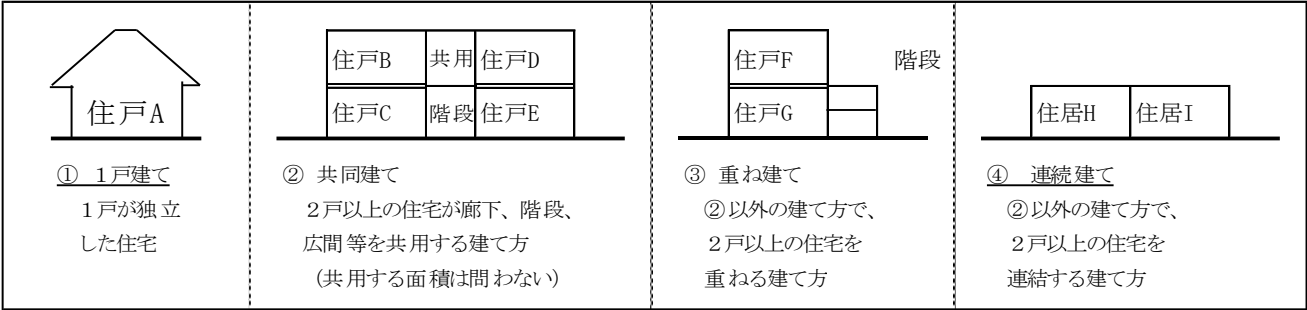 住戸A
① 1戸建て
1戸が独立
した住宅
住戸B
共用
住戸D
住戸C
階段
住戸E
② 共同建て
2戸以上の住宅が廊下、階段、
広間等を共用する建て方
(共用する面積は問わない)
住戸F
階段
住戸G
③ 重ね建て
②以外の建て方で、
2戸以上の住宅を
重ねる建て方
住居H
住居I
④ 連続建て
②以外の建て方で、
2戸以上の住宅を
連結する建て方